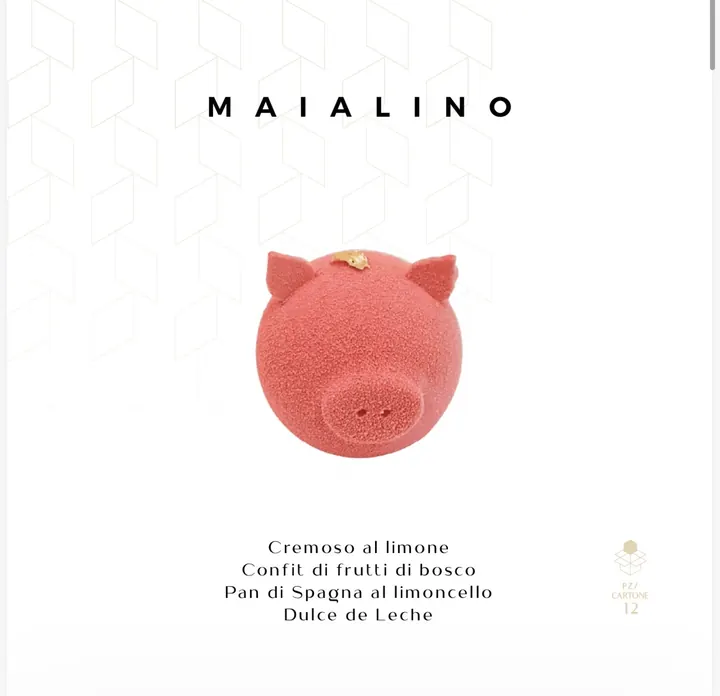 MAIALINO
Cremoso al limone
Confit di frutti di bosco
Pan di Spagna al limoncello
Dulce de Leche
PZ/
CARTONE
12